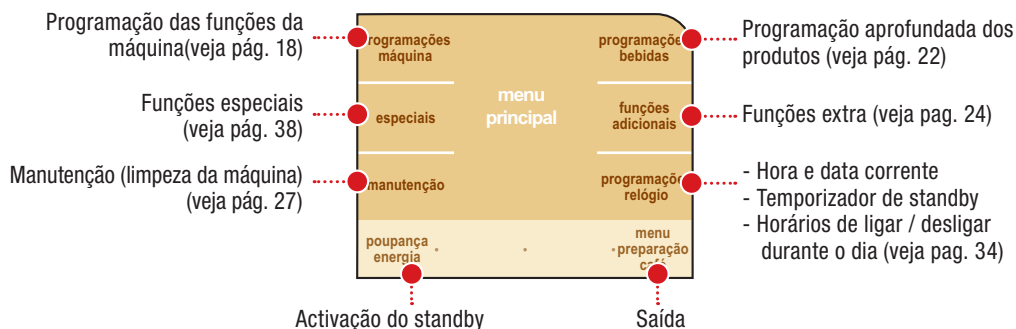 Programação das funções da
máquina(veja pág. 18)
Funções especiais
(veja pág. 38)
Manutenção (limpeza da máquina)
(veja pág. 27)
programações
máquina
especiais
manutenção
menu
principal
programações
bebidas
funções
adicionais
programações
relógio
poupança
energia
menu
preparação
café
Programação aprofundada dos
produtos (veja pág. 22)
Funções extra (veja pag. 24)
- Hora e data corrente
- Temporizador de standby
- Horários de ligar / desligar
durante o dia (veja pag. 34)
Activação do standby
Saída